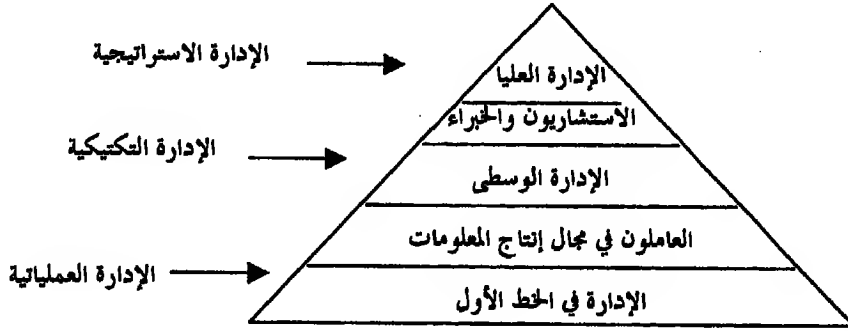 الإدارة الاستراتيجية
الإدارة العليا
الاستشاريون والخبراء
الإدارة التكتيكية
الإدارة الوسطى
العاملون في مجال إنتاج المعلومات
الإدارة العملياتية
الإدارة في الخط الأول